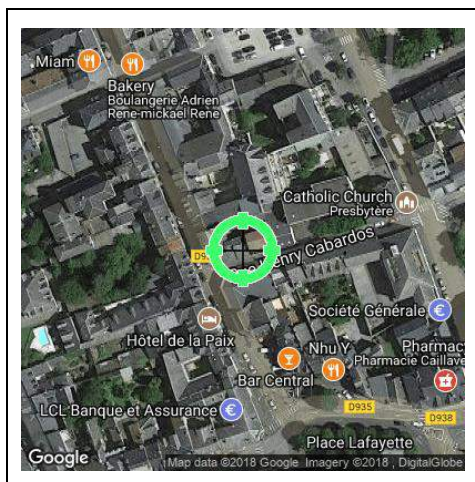 Miam
Bakery
Boulangerie Adrien
Rene-mickael Rene
Catholic Church
Presbytère
Henry Cabardos
Société Générale
Hôtel de la Paix
Nhu Y
Pharmacy
Pharmacie Caillave
Bar Central
LCL Banque et Assurance
D935
D938
Place Lafayette
Google
Map data ©2018 Google Imagery ©2018 , DigitalGlobe